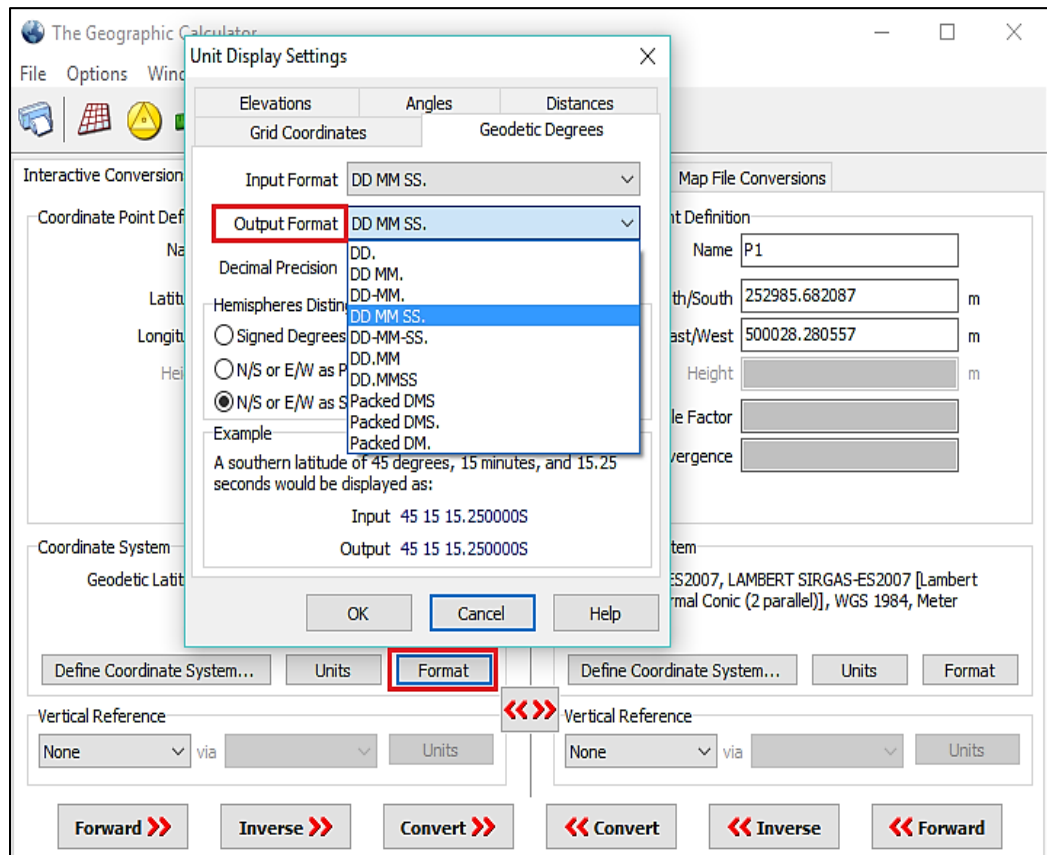 The Geographic Calculator
File Options Wind
Unit Display Settings
Elevations Angles Distances
Grid Coordinates Geodetic Degrees
Input Format DD MM SS.
Output Format DD MM SS.
DD.
DD MM.
DD-MM.
DD MM SS.
DD-MM-SS.
DD.MM
DD.MMSS
Packed DMS
Packed DMS.
Packed DM.
Decimal Precision
Hemispheres Disting
Signed Degrees
N/S or E/W as P
N/S or E/W as S
Example
A southern latitude of 45 degrees, 15 minutes, and 15.25
seconds would be displayed as:
Input 45 15 15.250000S
Output 45 15 15.250000S
OK Cancel Help
Interactive Conversion
Map File Conversions
Coordinate Point Def
Na
Latitu
Longitu
Hei
nt Definition
Name P1
th/South 252985.682087 m
ast/West 500028.280557 m
Height m
le Factor
vergence
Coordinate System
Geodetic Latit
tem
ES2007, LAMBERT SIRGAS-ES2007 [Lambert
rmal Conic (2 parallel)], WGS 1984, Meter
Define Coordinate System... Units Format
Define Coordinate System... Units Format
Vertical Reference
None via Units
Vertical Reference
None via Units
Forward Inverse Convert Convert Inverse Forward